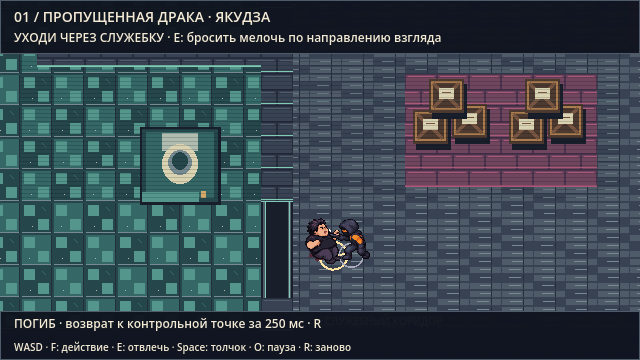 01 / ПРОПУЩЕННАЯ ДРАКА · ЯКУДЗА
УХОДИ ЧЕРЕЗ СЛУЖЕБКУ · E: бросить мелочь по направлению взгляда
ПОГИБ · возврат к контрольной точке за 250 мс · R
WASD · F: действие · E: отвлечь · Space: толчок · O: пауза · R: заново